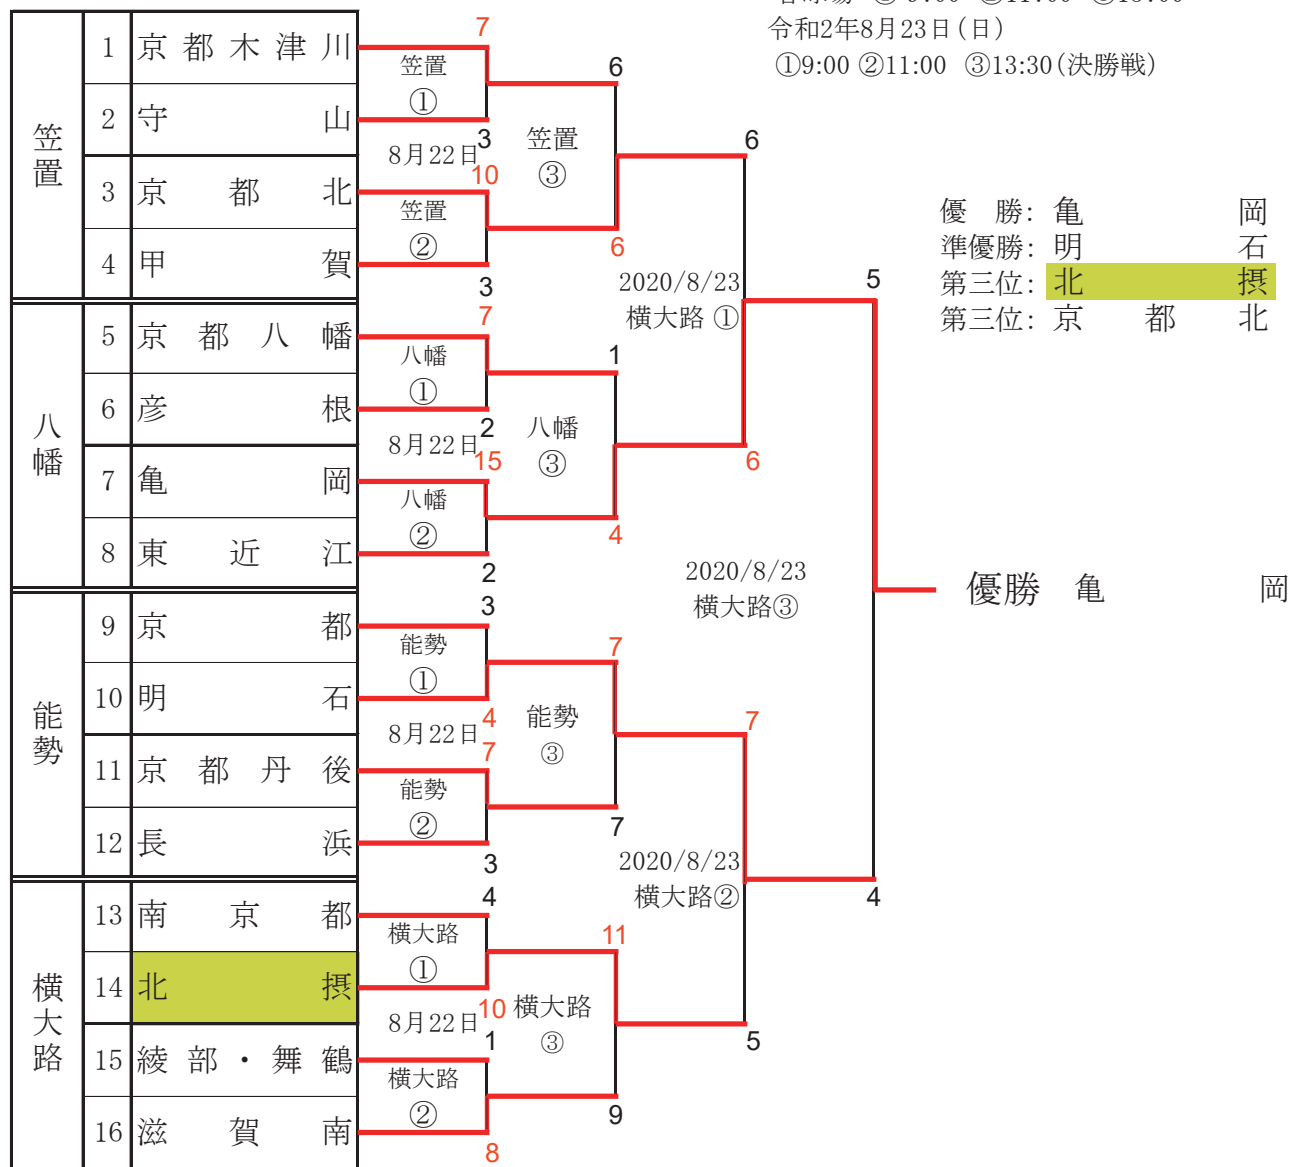 令和2年8月23日(日)
①9:00 ②11:00 ③13:30(決勝戦)
笠置
1 京都木津川
2 守山
3 京都北
4 甲賀
八幡
5 京都八幡
6 彦根
7 亀岡
8 東近江
能勢
9 京都
10 明石
11 京都丹後
12 長浜
横大路
13 南京都
14 北摂
15 綾部・舞鶴
16 滋賀南
7
笠置
①
3
8月22日
10
笠置
②
3
7
八幡
①
2
8月22日
15
八幡
②
2
3
能勢
①
4
8月22日
7
能勢
②
3
4
横大路
①
10
8月22日
1
横大路
②
8
6
笠置
③
6
1
八幡
③
4
7
能勢
③
7
11
横大路
③
9
6
2020/8/23
横大路 ①
6
7
2020/8/23
横大路②
5
5
2020/8/23
横大路③
4
優勝: 亀岡
準優勝: 明石
第三位: 北摂
第三位: 京都北
優勝 亀岡